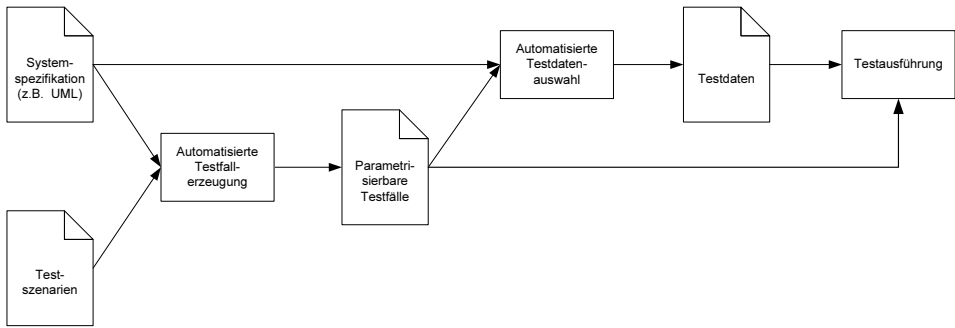 System-
spezifikation
(z.B. UML)
Automatisierte
Testdaten-
auswahl
Testdaten
Testausführung
Automatisierte
Testfall-
erzeugung
Parametri-
sierbare
Testfälle
Test-
szenarien